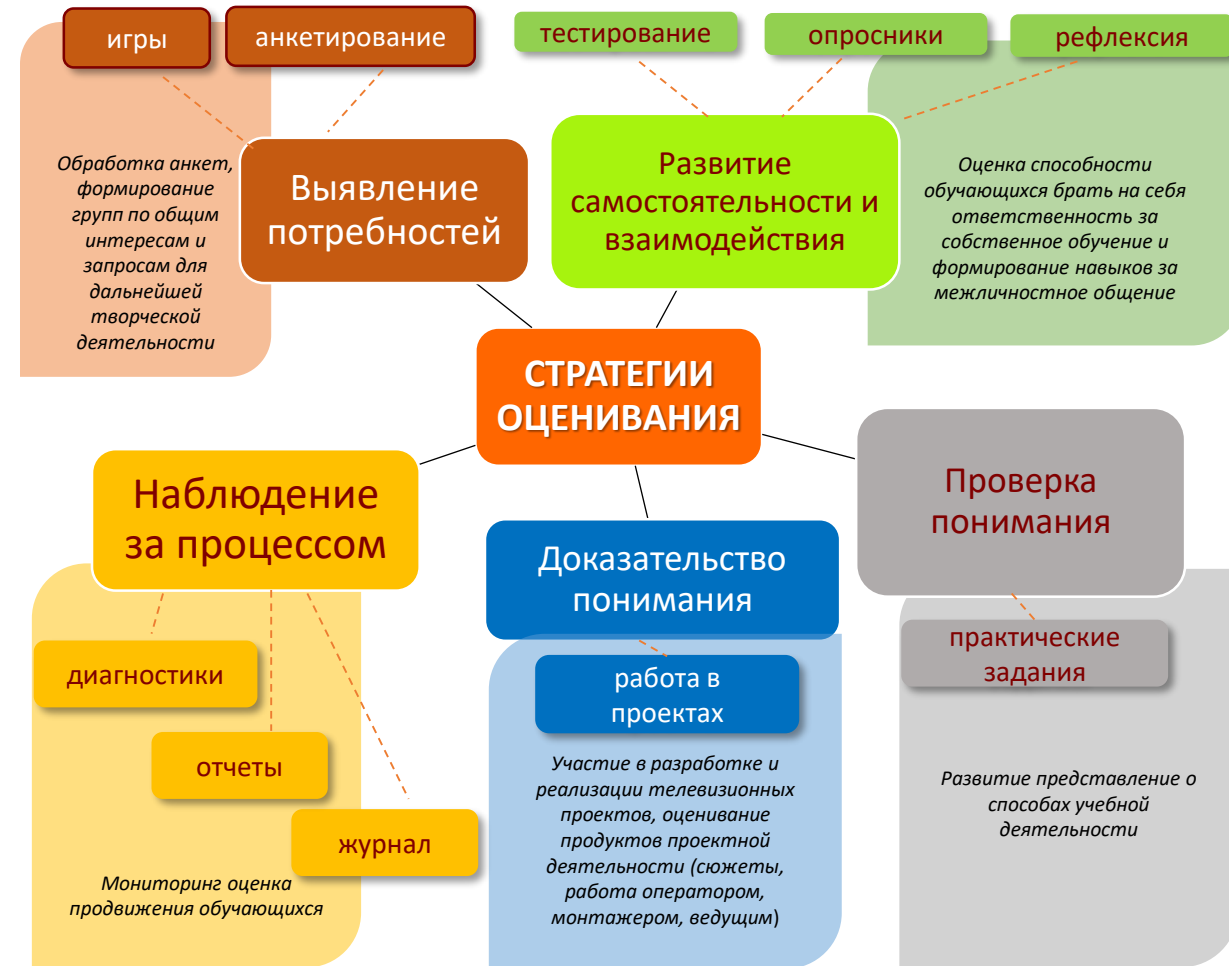 игры
анкетирование
Обработка анкет,
формирование
групп по общим
интересам и
запросам для
дальнейшей
творческой
деятельности
Выявление
потребностей
тестирование
опросники
рефлексия
Развитие
самостоятельности и
взаимодействия
Оценка способности
обучающихся брать на себя
ответственность за
собственное обучение и
формирование навыков за
межличностное общение
СТРАТЕГИИ
ОЦЕНИВАНИЯ
Наблюдение
за процессом
диагностики
отчеты
журнал
Мониторинг оценка
продвижения обучающихся
Доказательство
понимания
работа в
проектах
Участие в разработке и
реализации телевизионных
проектов, оценивание
продуктов проектной
деятельности (сюжеты,
работа оператором,
монтажером, ведущим)
Проверка
понимания
практические
задания
Развитие представление о
способах учебной
деятельности